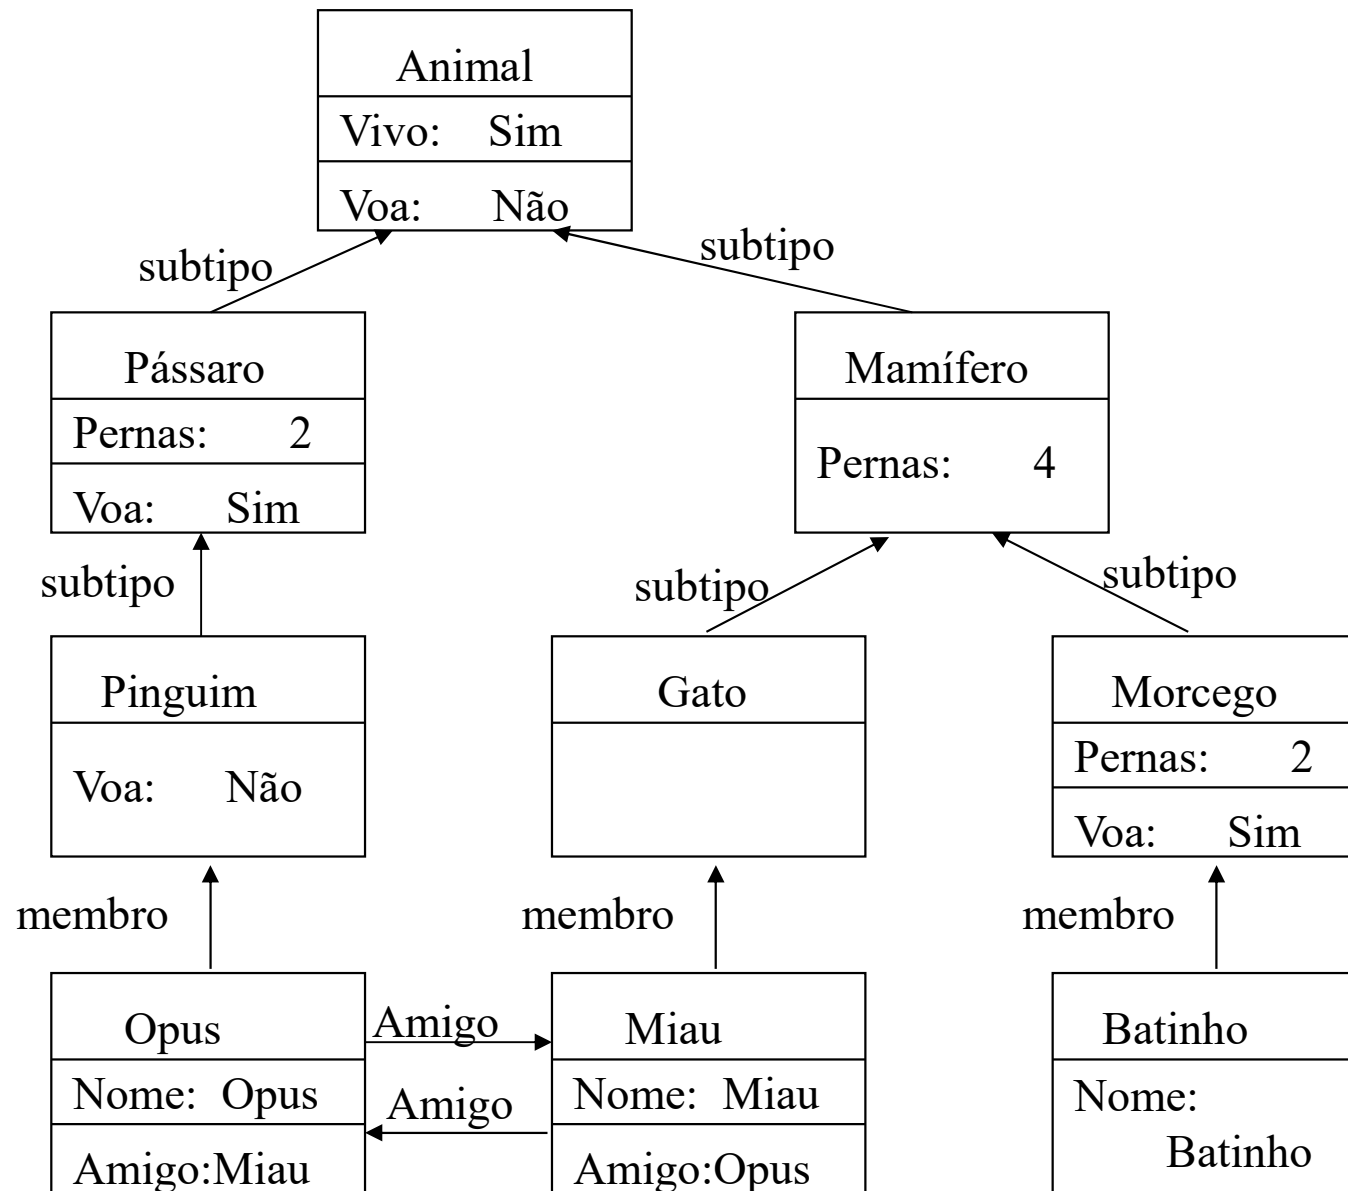 Animal
Vivo: Sim
Voa: Não
subtipo
subtipo
Pássaro
Pernas: 2
Voa: Sim
Mamífero
Pernas: 4
subtipo
subtipo
subtipo
Pinguim
Voa: Não
Gato
Morcego
Pernas: 2
Voa: Sim
membro
membro
membro
Opus
Nome: Opus
Amigo:Miau
Amigo
Amigo
Miau
Nome: Miau
Amigo:Opus
Batinho
Nome:
Batinho